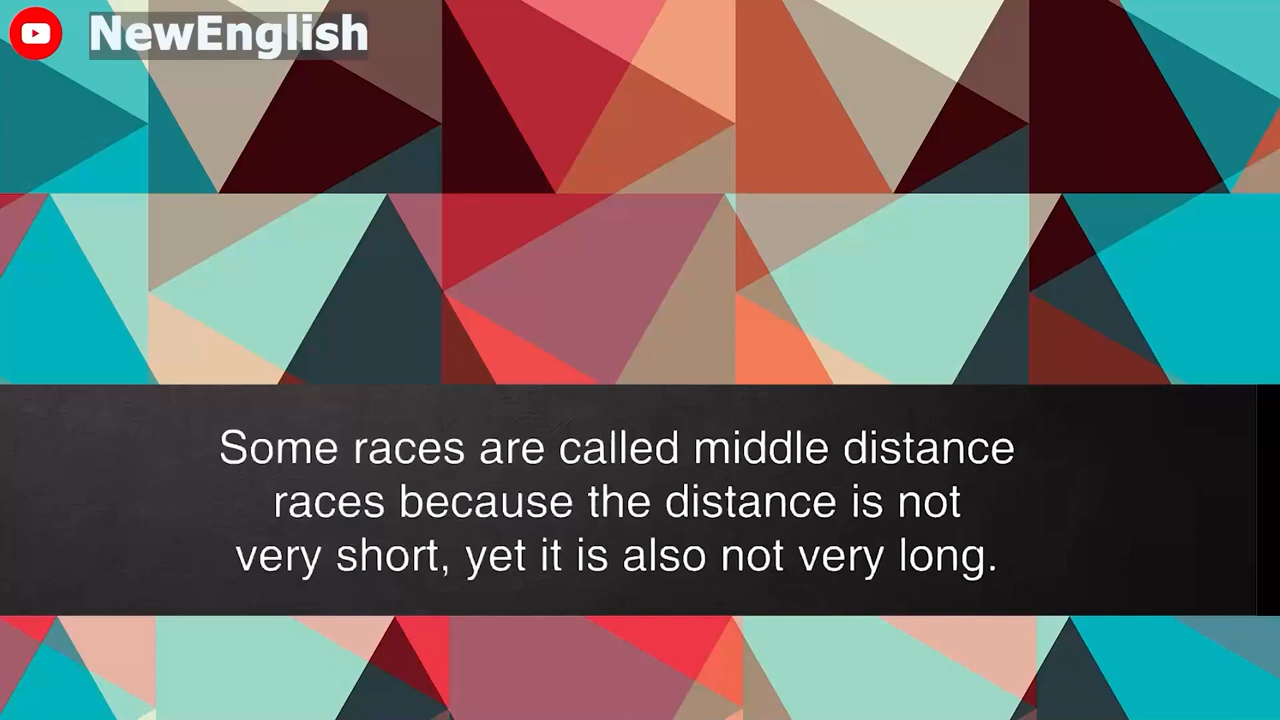 NewEnglish
Some races are called middle distance
races because the distance is not
very short, yet it is also not very long.